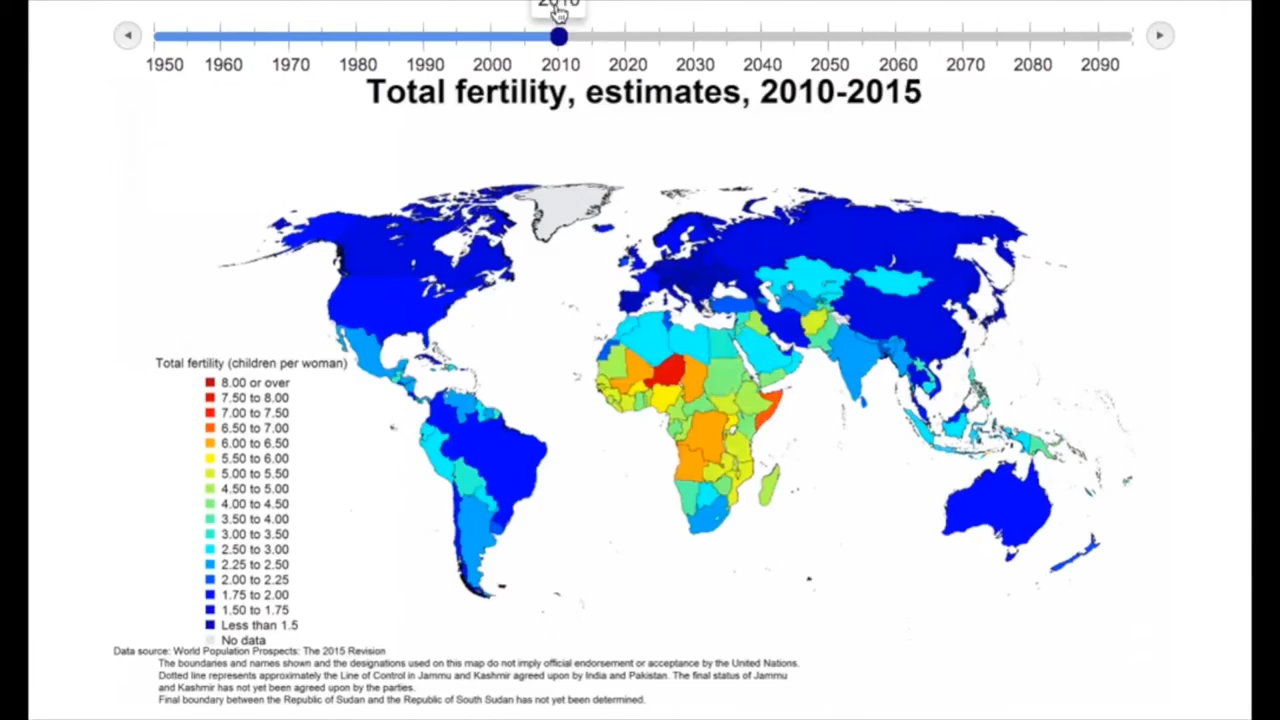 1950 1960 1970 1980 1990 2000 2010 2020 2030 2040 2050 2060 2070 2080 2090
Total fertility, estimates, 2010-2015
Total fertility (children per woman)
8.00 or over
7.50 to 8.00
7.00 to 7.50
6.50 to 7.00
6.00 to 6.50
5.50 to 6.00
5.00 to 5.50
4.50 to 5.00
4.00 to 4.50
3.50 to 4.00
3.00 to 3.50
2.50 to 3.00
2.25 to 2.50
2.00 to 2.25
1.75 to 2.00
1.50 to 1.75
Less than 1.5
No data
Data source: World Population Prospects: The 2015 Revision
The boundaries and names shown and the designations used on this map do not imply official endorsement or acceptance by the United Nations.
Dotted line represents approximately the Line of Control in Jammu and Kashmir agreed upon by India and Pakistan. The final status of Jammu
and Kashmir has not yet been agreed upon by the parties.
Final boundary between the Republic of Sudan and the Republic of South Sudan has not yet been determined.